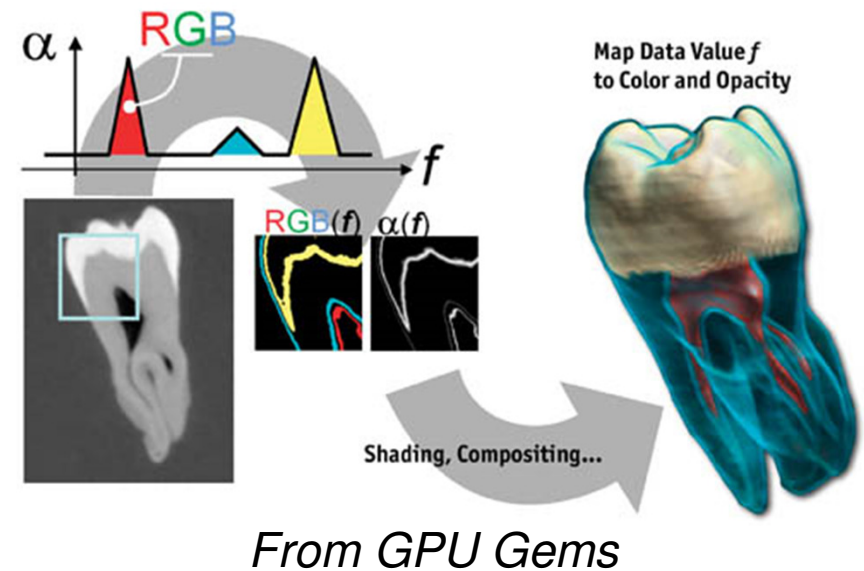 RGB
α
f
Map Data Value f
to Color and Opacity
RGB(f) α(f)
Shading, Compositing...
From GPU Gems